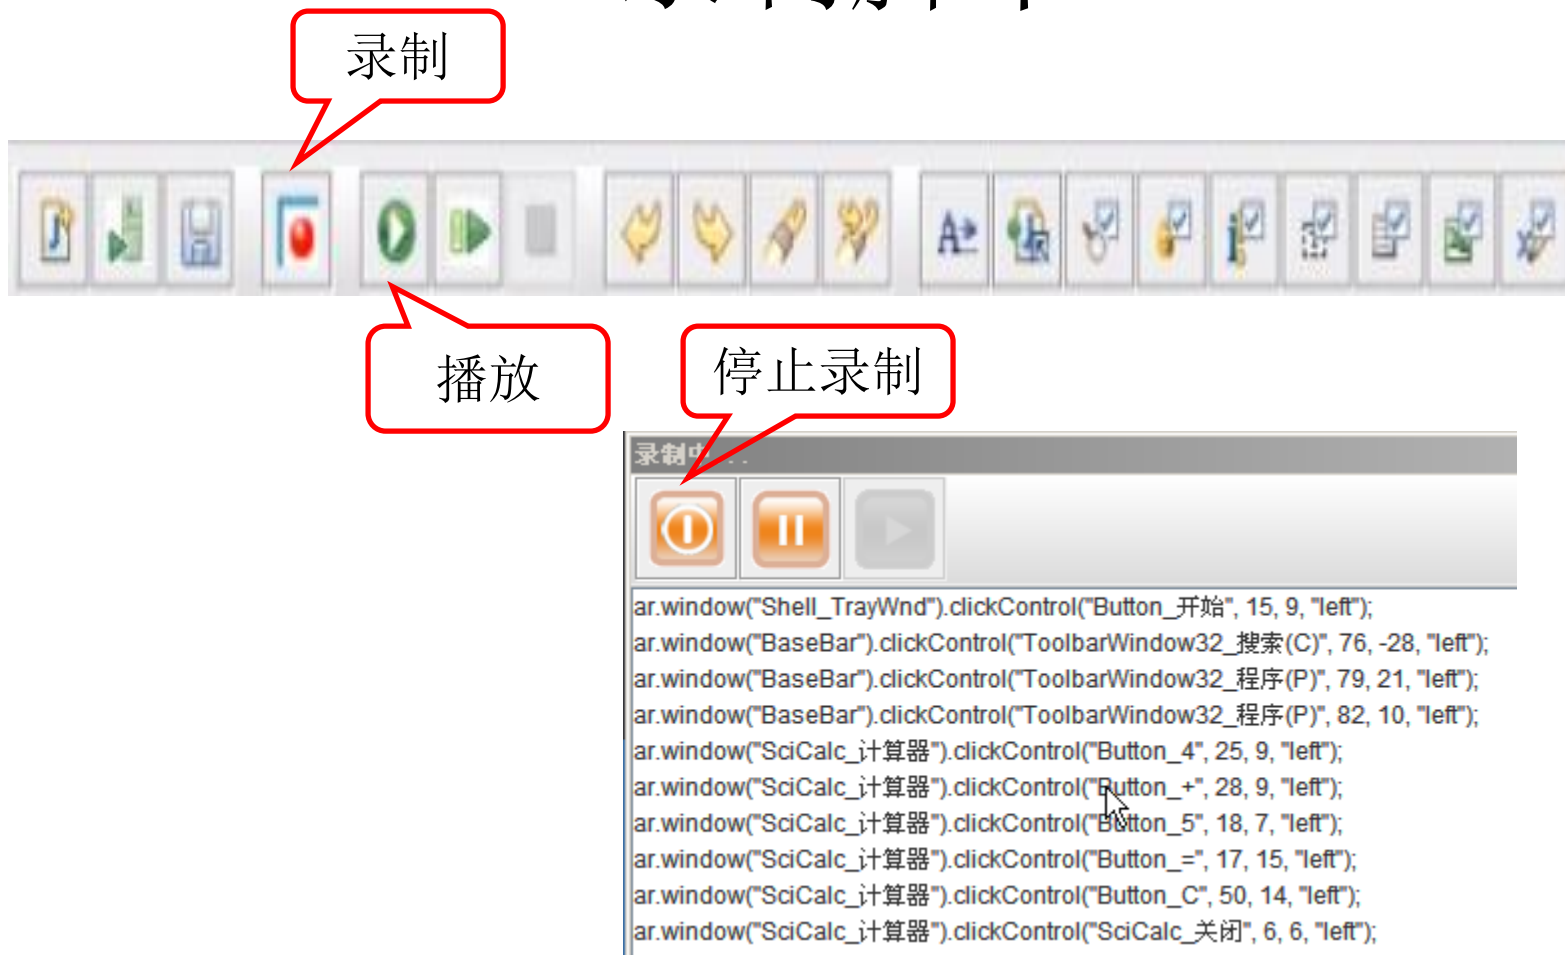 录制
播放
停止录制
录制中 . .
ar.window("Shell_TrayWnd").clickControl("Button_开始", 15, 9, "left");
ar.window("BaseBar").clickControl("ToolbarWindow32_搜索(C)", 76, -28, "left");
ar.window("BaseBar").clickControl("ToolbarWindow32_程序(P)", 79, 21, "left");
ar.window("BaseBar").clickControl("ToolbarWindow32_程序(P)", 82, 10, "left");
ar.window("SciCalc_计算器").clickControl("Button_4", 25, 9, "left");
ar.window("SciCalc_计算器").clickControl("Button_+", 28, 9, "left");
ar.window("SciCalc_计算器").clickControl("Button_5", 18, 7, "left");
ar.window("SciCalc_计算器").clickControl("Button_=", 17, 15, "left");
ar.window("SciCalc_计算器").clickControl("Button_C", 50, 14, "left");
ar.window("SciCalc_计算器").clickControl("SciCalc_关闭", 6, 6, "left");